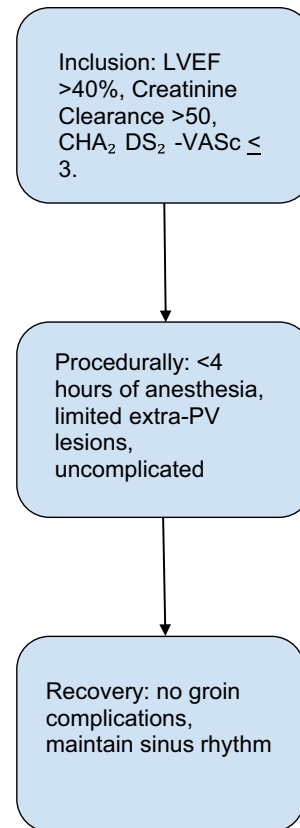 Inclusion: LVEF
>40%, Creatinine
Clearance >50,
CHA₂ DS₂ -VASc ≤
3.
Procedurally: <4
hours of anesthesia,
limited extra-PV
lesions,
uncomplicated
Recovery: no groin
complications,
maintain sinus rhythm